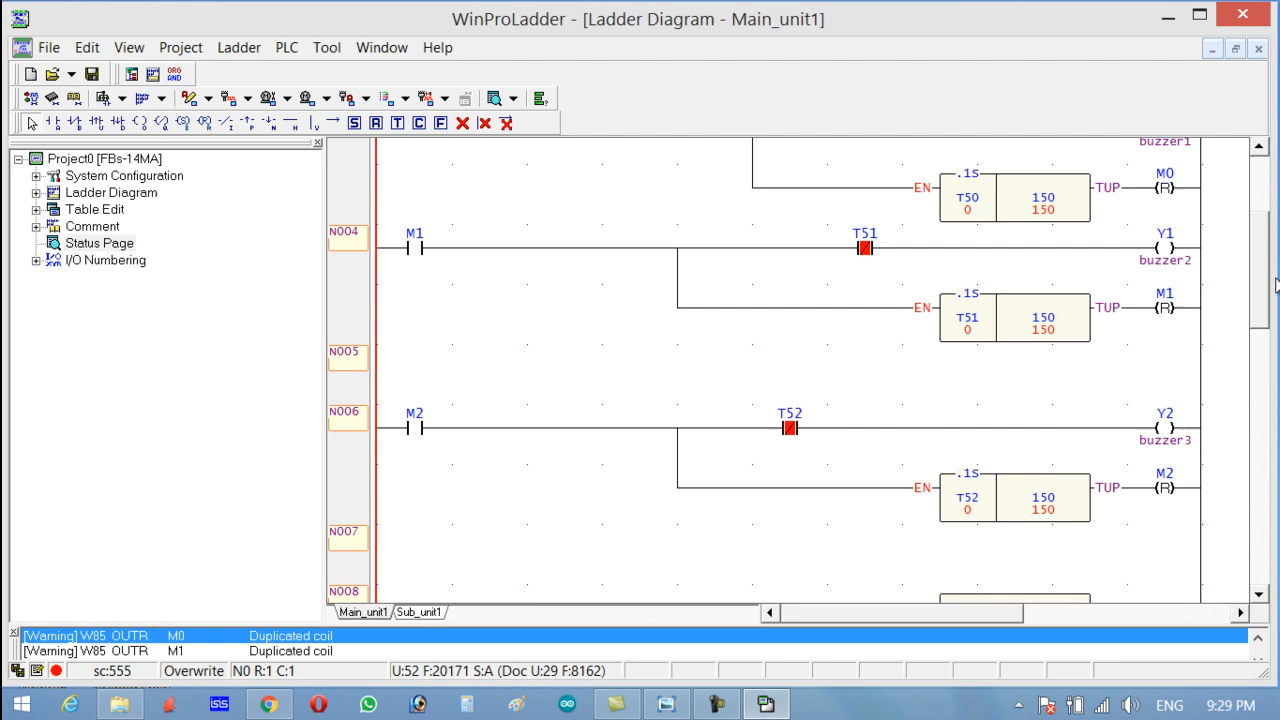 WinProLadder - [Ladder Diagram - Main_unit1]
File Edit View Project Ladder PLC Tool Window Help
ORG
AND
A B U D O Q S R I P N H V S R T C F
Project0 [FBs-14MA]
System Configuration
Ladder Diagram
Table Edit
Comment
Status Page
I/O Numbering
buzzer1
.1S M0
EN T50 150 TUP (R)
0 150
N004 M1 T51 Y1
buzzer2
.1S M1
EN T51 150 TUP (R)
0 150
N005
N006 M2 T52 Y2
buzzer3
.1S M2
EN T52 150 TUP (R)
0 150
N007
N008
Main_unit1 Sub_unit1
[Warning] W85 OUTR M0 Duplicated coil
[Warning] W85 OUTR M1 Duplicated coil
sc:555 Overwrite N0 R:1 C:1 U:52 F:20171 S:A (Doc U:29 F:8162)
isis ENG 9:29 PM